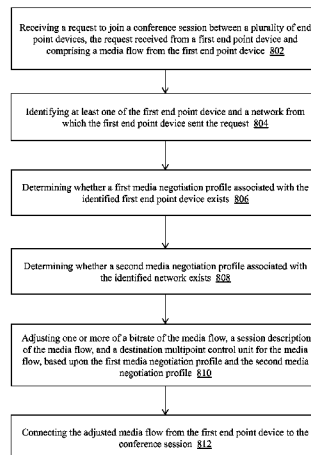 Receiving a request to join a conference session between a plurality of end
point devices, the request received from a first end point device and
comprising a media flow from the first end point device 802
Identifying at least one of the first end point device and a network from
which the first end point device sent the request 804
Determining whether a first media negotiation profile associated with the
identified first end point device exists 806
Determining whether a second media negotiation profile associated with
the identified network exists 808
Adjusting one or more of a bitrate of the media flow, a session description
of the media flow, and a destination multipoint control unit for the media
flow, based upon the first media negotiation profile and the second media
negotiation profile 810
Connecting the adjusted media flow from the first end point device to the
conference session 812